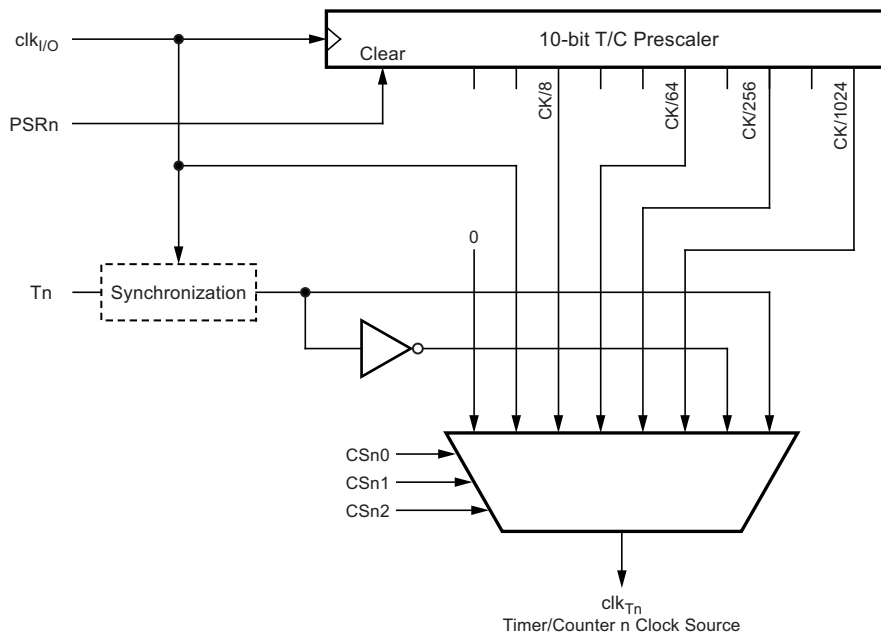 clkI/O
10-bit T/C Prescaler
Clear
PSRn
CK/8
CK/64
CK/256
CK/1024
0
Tn
Synchronization
CSn0
CSn1
CSn2
clkTn
Timer/Counter n Clock Source